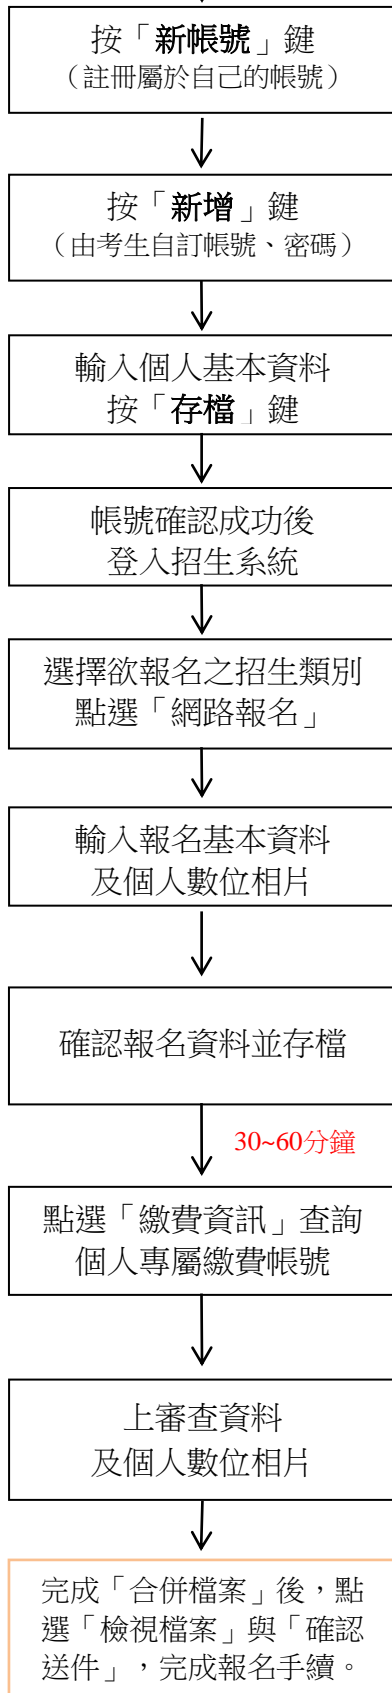 按「新帳號」鍵
（註冊屬於自己的帳號）
按「新增」鍵
（由考生自訂帳號、密碼）
輸入個人基本資料
按「存檔」鍵
帳號確認成功後
登入招生系統
選擇欲報名之招生類別
點選「網路報名」
輸入報名基本資料
及個人數位相片
確認報名資料並存檔
30~60分鐘
點選「繳費資訊」查詢
個人專屬繳費帳號
上審查資料
及個人數位相片
完成「合併檔案」後，點
選「檢視檔案」與「確認
送件」，完成報名手續。